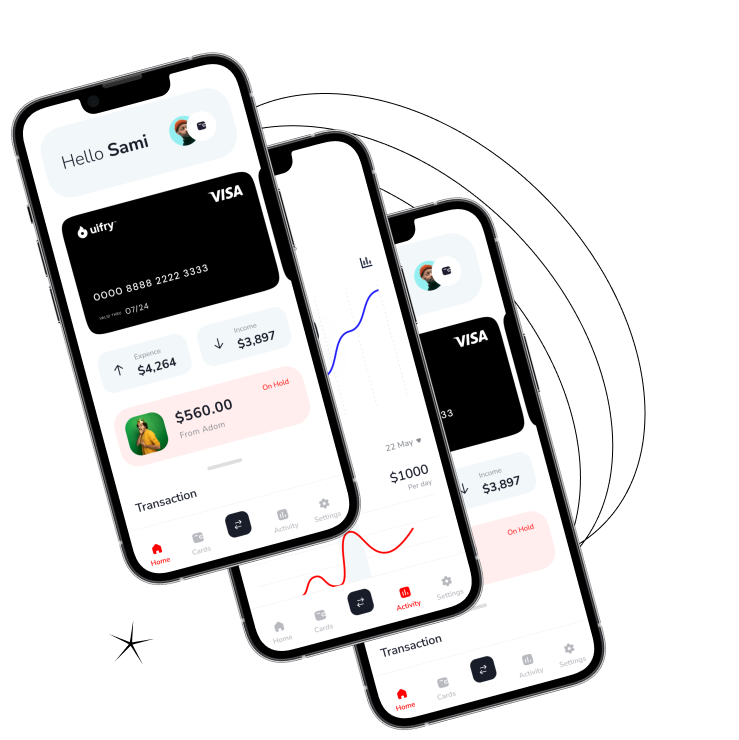 Hello Sami
VISA
uifry™
0000 8888 2222 3333
VALID THRU 07/24
Expence
$4,264
Income
$3,897
On Hold
$560.00
From Adom
Transaction
Home
Cards
Activity
Settings
22 May
$1000
Per day
Home
Cards
Activity
Settings
VISA
33
Income
$3,897
On Hold
Transaction
Home
Cards
Activity
Settings